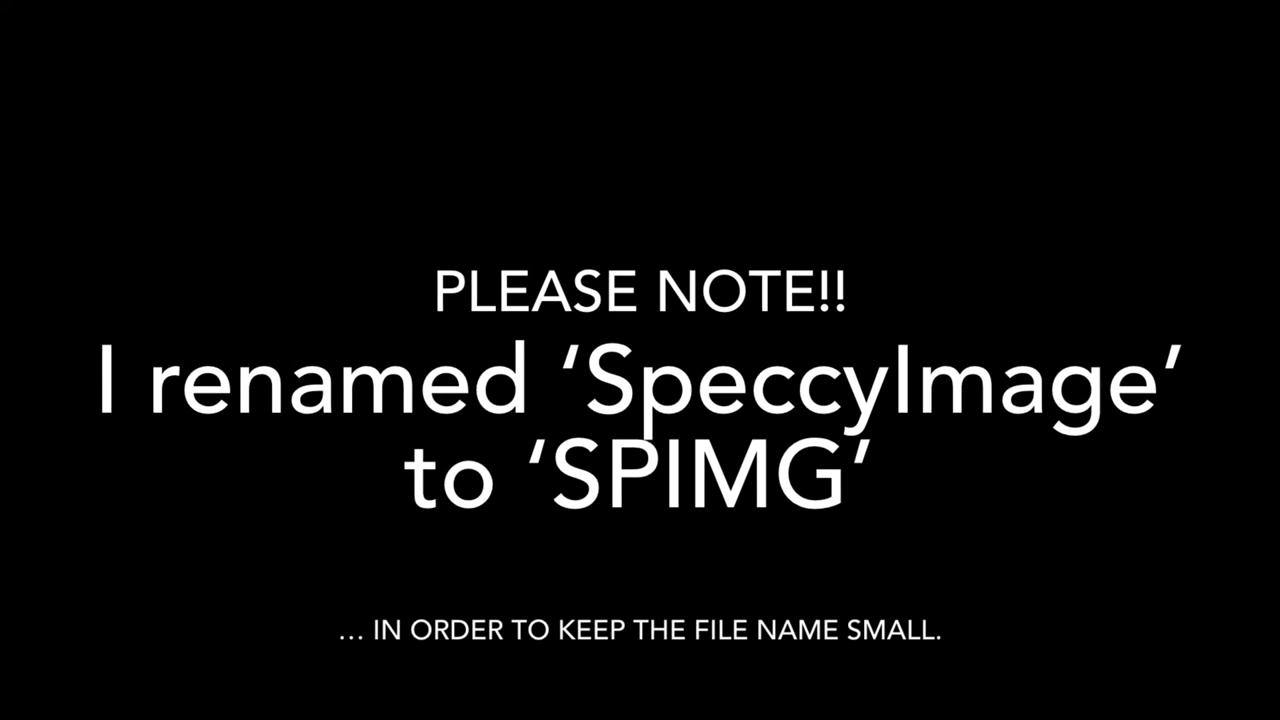 PLEASE NOTE!!
I renamed ‘SpeccyImage’
to ‘SPIMG’
… IN ORDER TO KEEP THE FILE NAME SMALL.